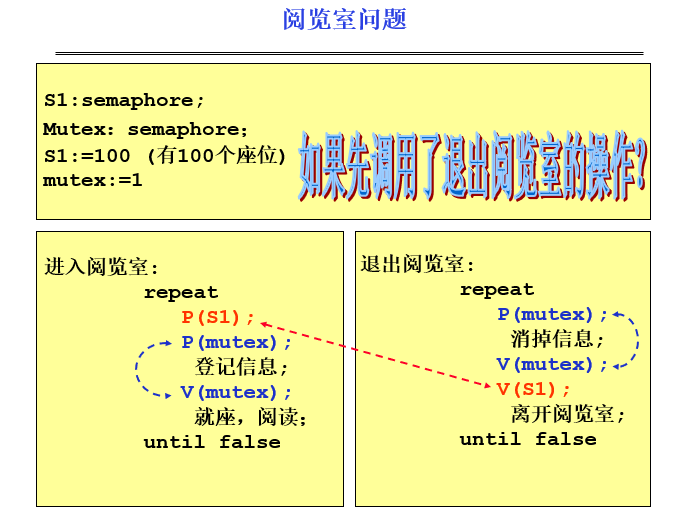 阅览室问题
S1:semaphore;
Mutex：semaphore;
S1:=100 (有100个座位)
mutex:=1
如果先调用了退出阅览室的操作？
进入阅览室:
repeat
P(S1);
P(mutex);
登记信息;
V(mutex);
就座，阅读;
until false
退出阅览室:
repeat
P(mutex);
消掉信息;
V(mutex);
V(S1);
离开阅览室;
until false